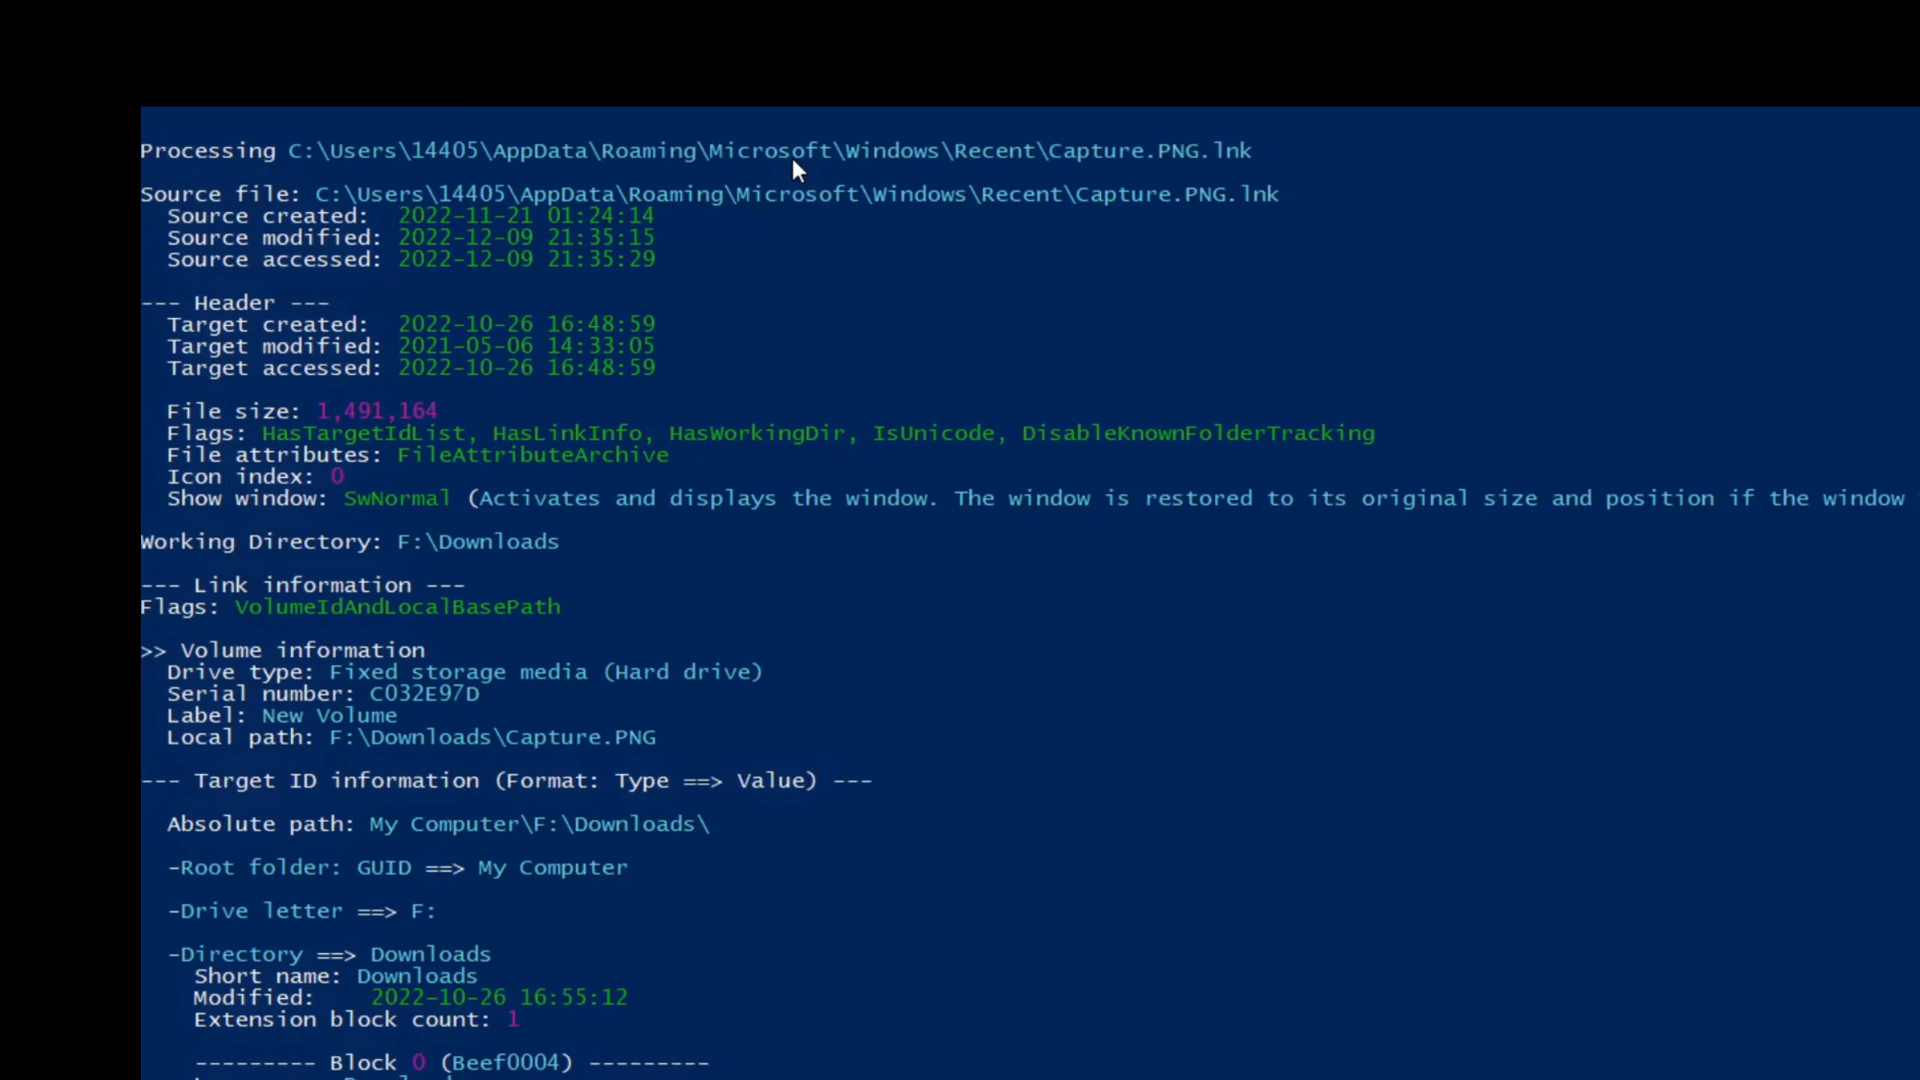 Processing C:\Users\14405\AppData\Roaming\Microsoft\Windows\Recent\Capture.PNG.lnk
Source file: C:\Users\14405\AppData\Roaming\Microsoft\Windows\Recent\Capture.PNG.lnk
Source created: 2022-11-21 01:24:14
Source modified: 2022-12-09 21:35:15
Source accessed: 2022-12-09 21:35:29
--- Header ---
Target created: 2022-10-26 16:48:59
Target modified: 2021-05-06 14:33:05
Target accessed: 2022-10-26 16:48:59
File size: 1,491,164
Flags: HasTargetIdList, HasLinkInfo, HasWorkingDir, IsUnicode, DisableKnownFolderTracking
File attributes: FileAttributeArchive
Icon index: 0
Show window: SwNormal (Activates and displays the window. The window is restored to its original size and position if the window
Working Directory: F:\Downloads
--- Link information ---
Flags: VolumeIdAndLocalBasePath
>> Volume information
Drive type: Fixed storage media (Hard drive)
Serial number: C032E97D
Label: New Volume
Local path: F:\Downloads\Capture.PNG
--- Target ID information (Format: Type ==> Value) ---
Absolute path: My Computer\F:\Downloads\
-Root folder: GUID ==> My Computer
-Drive letter ==> F:
-Directory ==> Downloads
Short name: Downloads
Modified: 2022-10-26 16:55:12
Extension block count: 1
--------- Block 0 (Beef0004) ---------